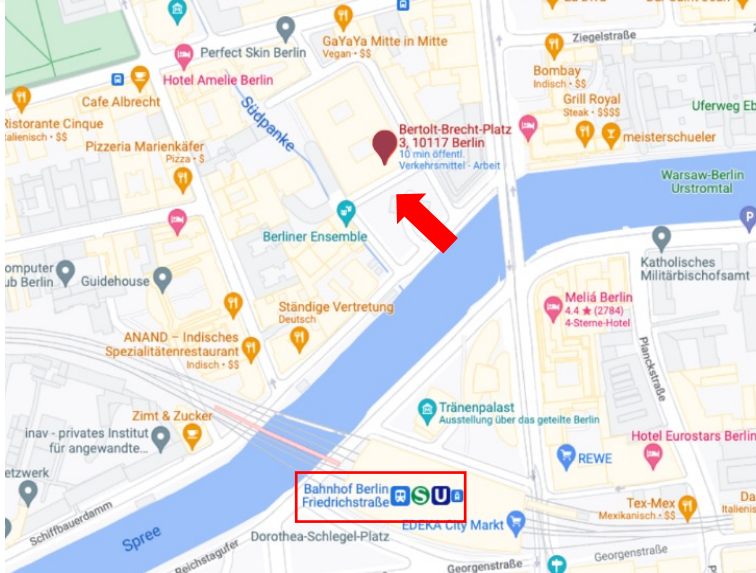 GaYaYa Mitte in Mitte
Vegan · $$
Ziegelstraße
Perfect Skin Berlin
Hotel Amelie Berlin
Bombay
Indisch · $$
Cafe Albrecht
Grill Royal
Steak · $$$$
Uferweg Eb
Ristorante Cinque
talienisch · $$
Südpanke
Bertolt-Brecht-Platz
3, 10117 Berlin
10 min öffentl.
Verkehrsmittel - Arbeit
meisterschueler
Pizzeria Marienkäfer
Pizza · $
Warsaw-Berlin
Urstromtal
P
Berliner Ensemble
omputer
ub Berlin
Guidehouse
Katholisches
Militärbischofsamt
Ständige Vertretung
Deutsch
Meliá Berlin
4.4 ★ (2784)
4-Sterne-Hotel
ANAND – Indisches
Spezialitätenrestaurant
Indisch · $$
Planckstraße
Zimt & Zucker
Tränenpalast
Ausstellung über das geteilte Berlin
inav - privates Institut
für angewandte...
Hotel Eurostars Berlin
REWE
etzwerk
Bahnhof Berlin
Friedrichstraße
S U
Tex-Mex
Mexikanisch · $$
Da
Italienis
Schiffbauerdamm
Spree
EDEKA City Markt
Dorothea-Schlegel-Platz
Reichstagufer
Georgenstraße
Georgenstraße